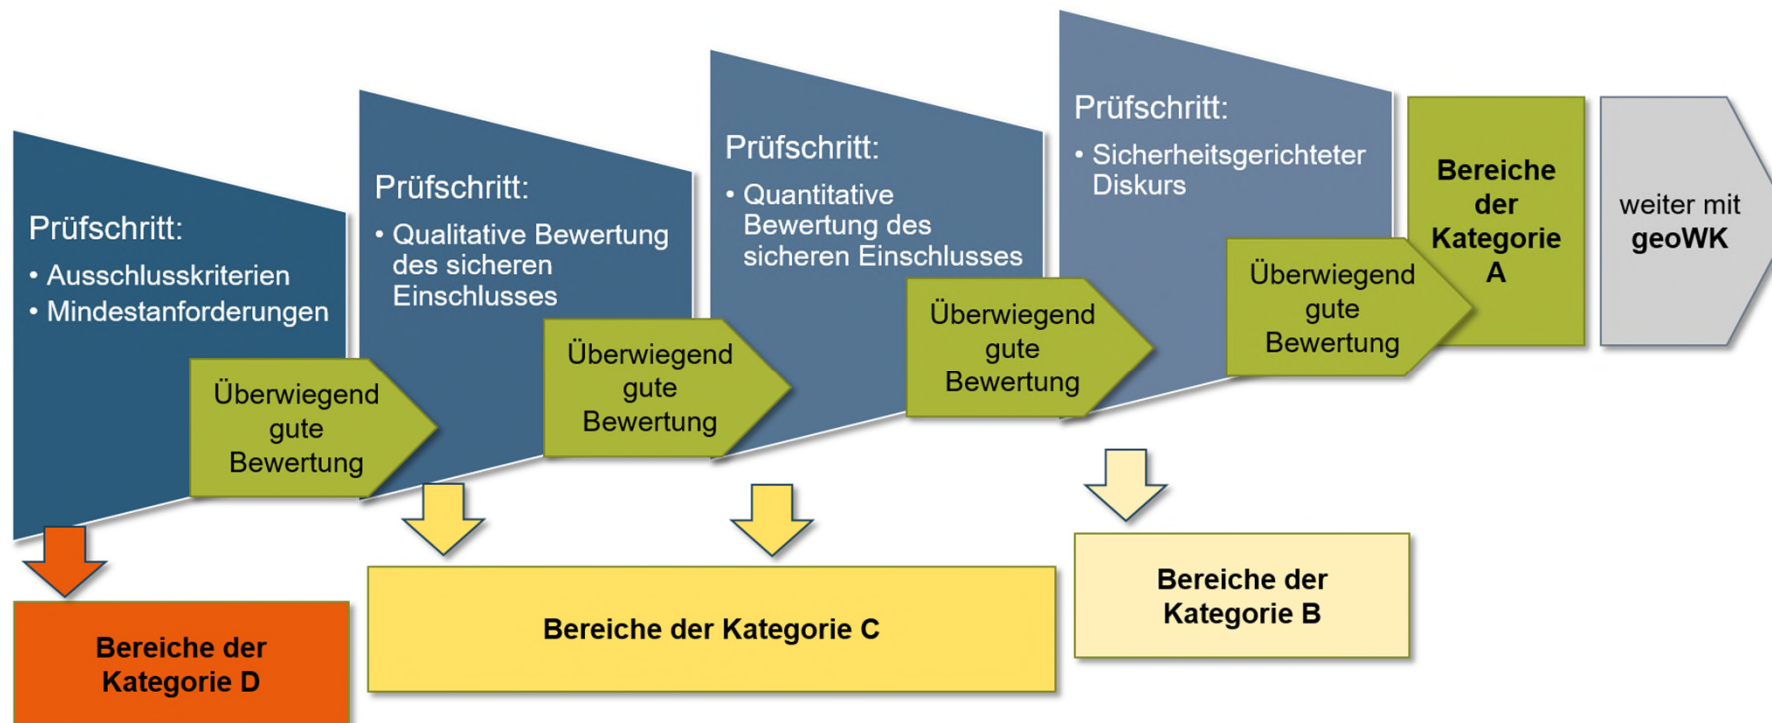 Prüfschritt:
• Ausschlusskriterien
• Mindestanforderungen
Überwiegend
gute
Bewertung
Bereiche der
Kategorie D
Prüfschritt:
• Qualitative Bewertung
des sicheren
Einschlusses
Überwiegend
gute
Bewertung
Prüfschritt:
• Quantitative
Bewertung des
sicheren Einschlusses
Überwiegend
gute
Bewertung
Bereiche der Kategorie C
Prüfschritt:
• Sicherheitsgerichteter
Diskurs
Überwiegend
gute
Bewertung
Bereiche der
Kategorie B
Bereiche
der
Kategorie
A
weiter mit
geoWK